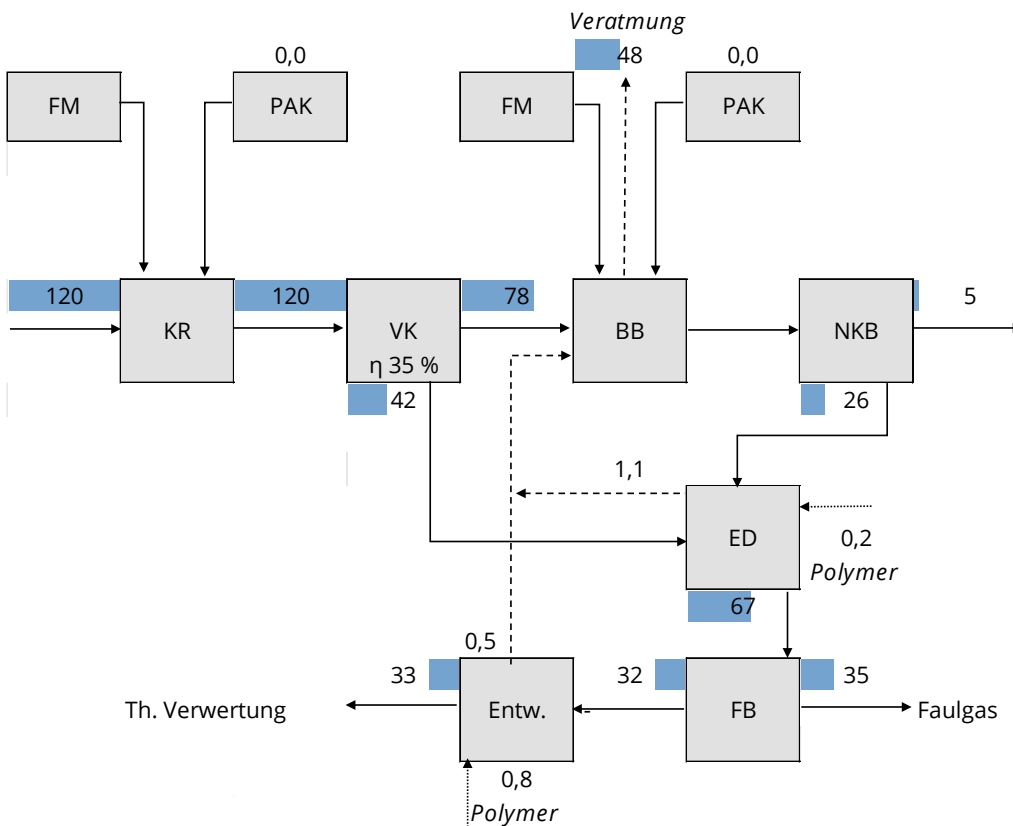 Veratmung
0,0
48
0,0
FM
PAK
FM
PAK
120
120
78
5
KR
VK
BB
NKB
η 35 %
42
26
1,1
ED
0,2
Polymer
67
0,5
33
32
35
Th. Verwertung
Entw.
-
FB
Faulgas
0,8
Polymer